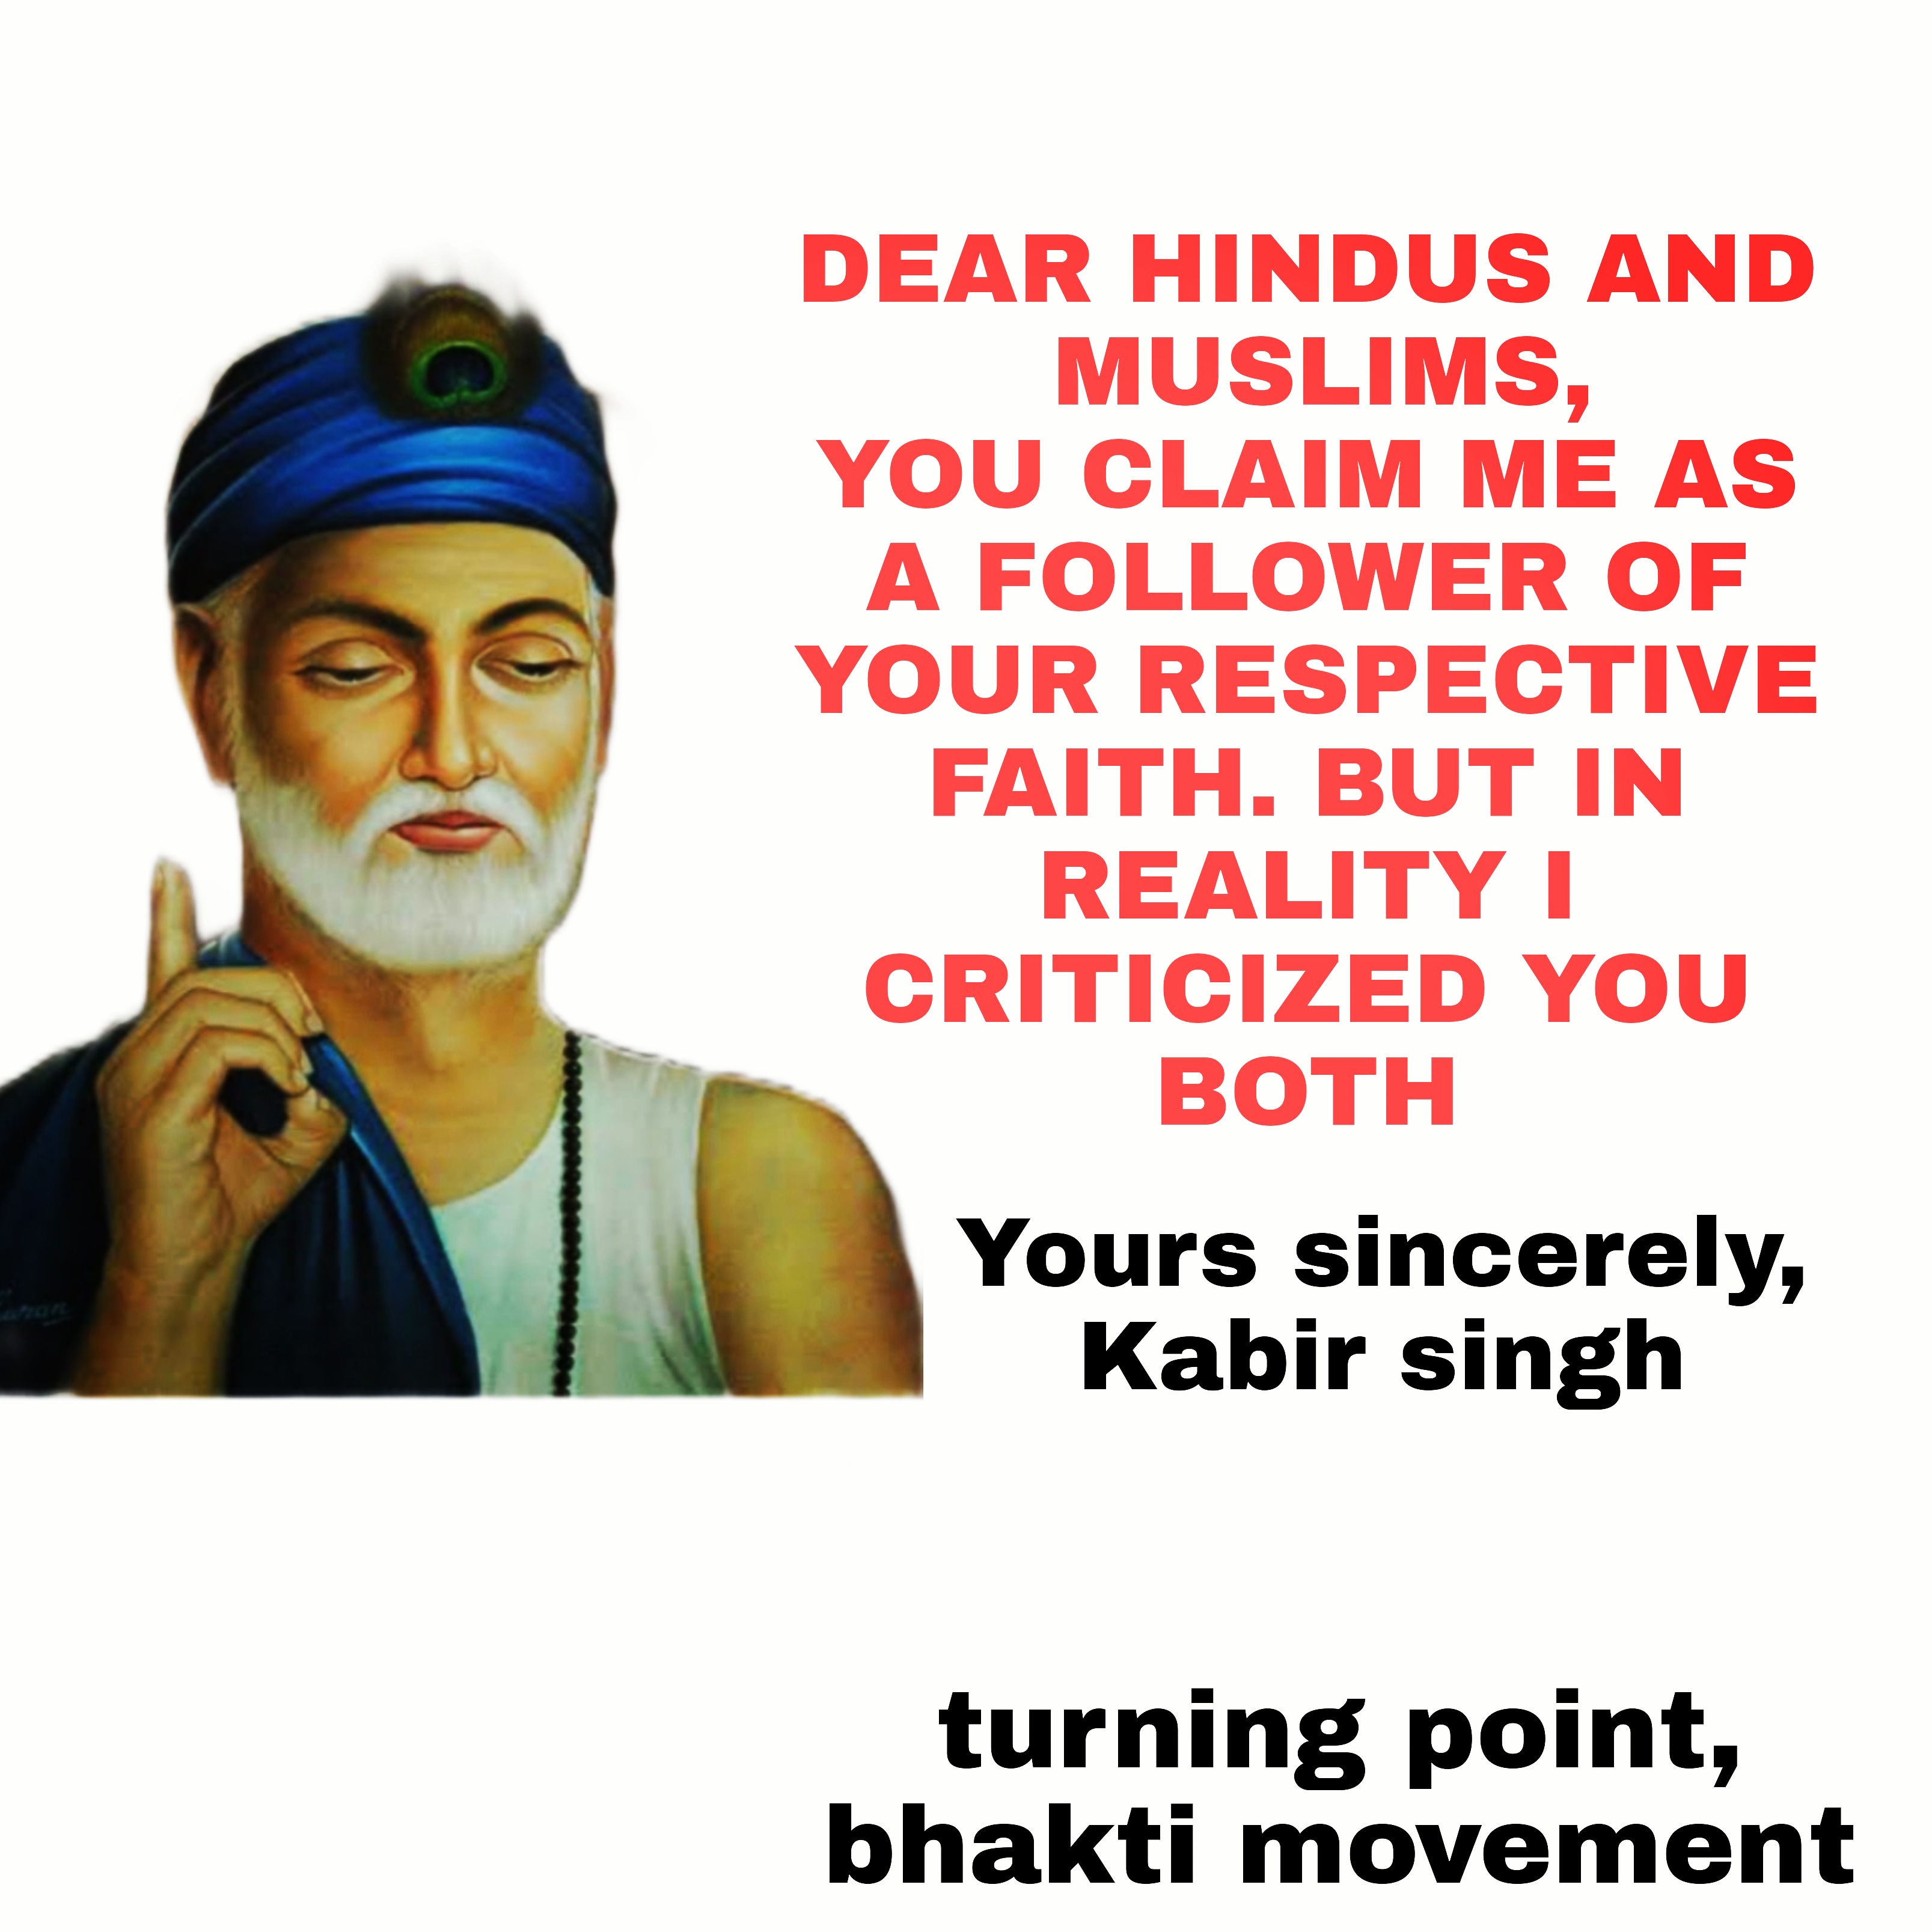 DEAR HINDUS AND
MUSLIMS,
YOU CLAIM ME AS
A FOLLOWER OF
YOUR RESPECTIVE
FAITH. BUT IN
REALITY I
CRITICIZED YOU
BOTH
Yours sincerely,
Kabir singh
turning point,
bhakti movement